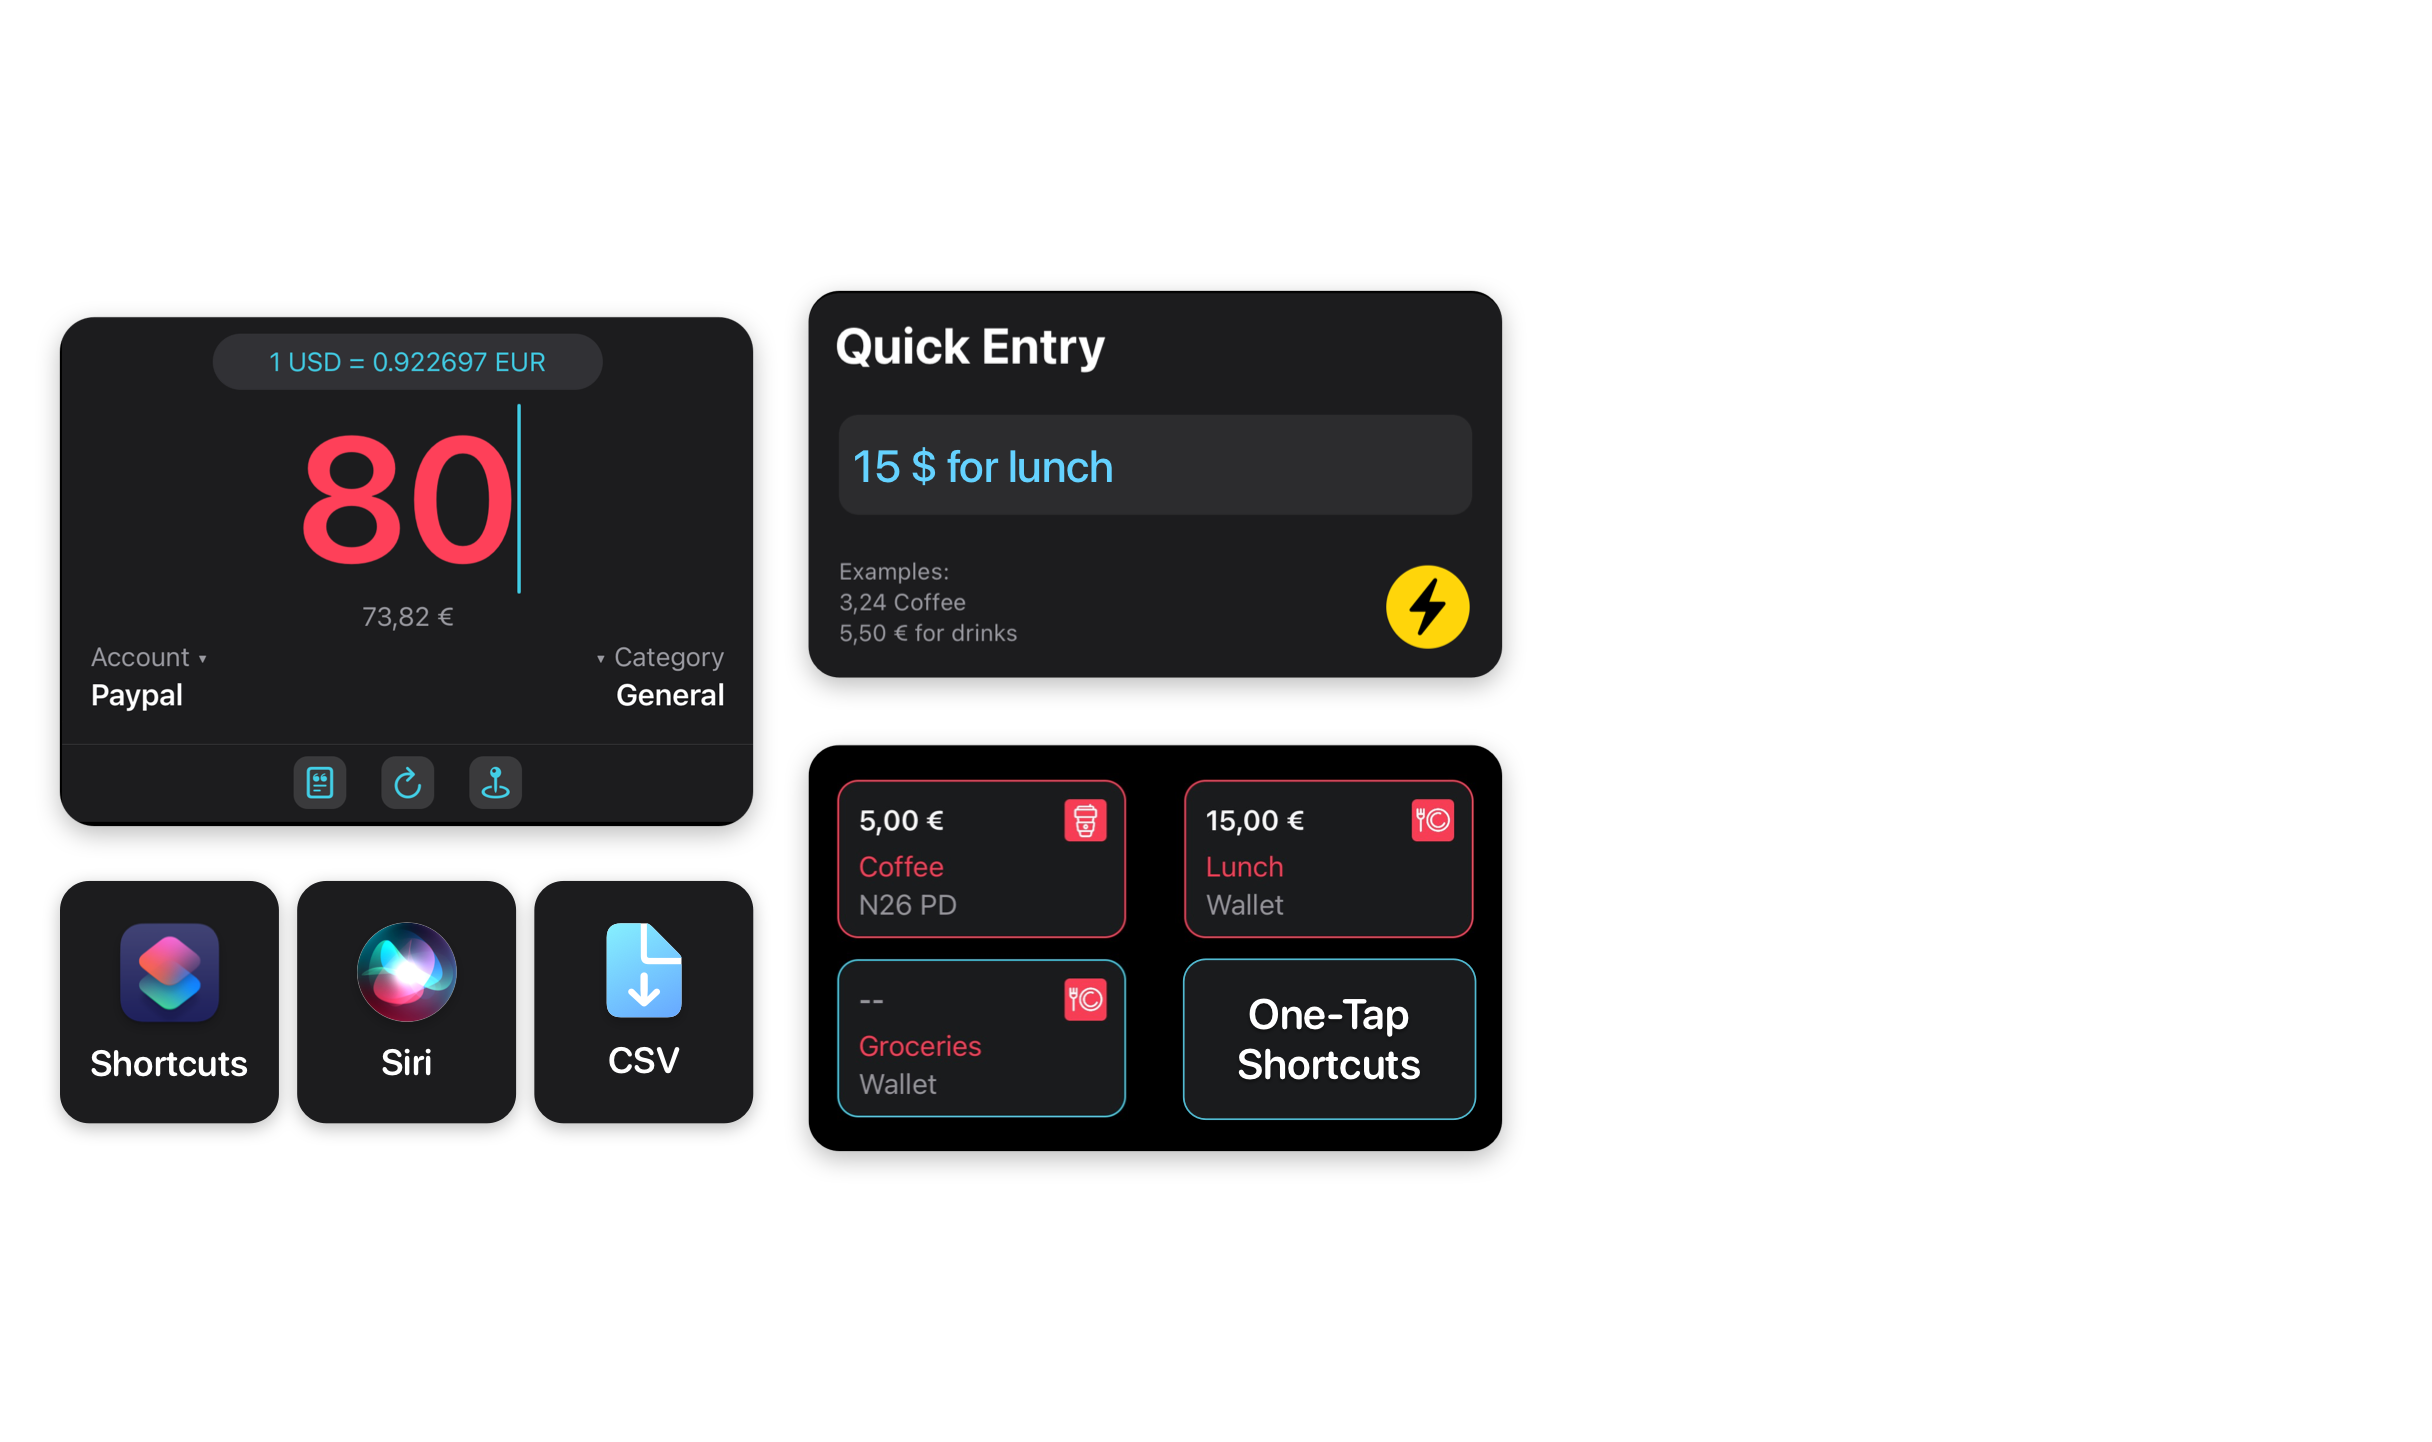 1 USD = 0.922697 EUR
80
73,82 €
Account ▾
▾ Category
Paypal
General
Shortcuts
Siri
CSV
Quick Entry
15 $ for lunch
Examples:
3,24 Coffee
5,50 € for drinks
5,00 €
Coffee
N26 PD
15,00 €
Lunch
Wallet
--
Groceries
Wallet
One-Tap
Shortcuts